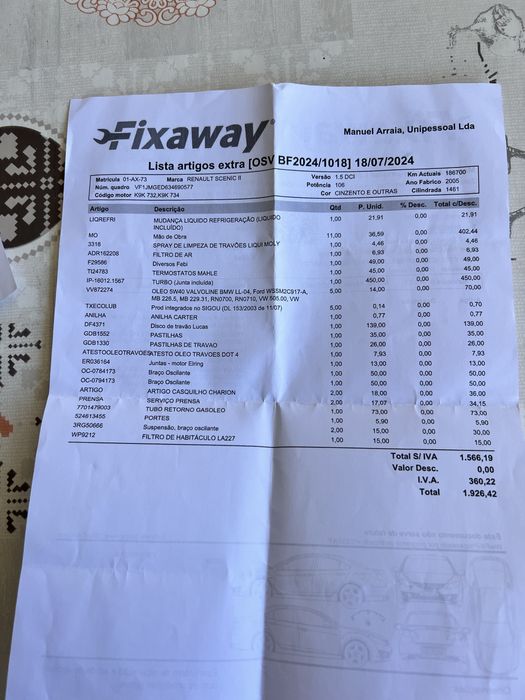 Fixaway
Manuel Arraia, Unipessoal Lda
Lista artigos extra [OSV BF2024/1018] 18/07/2024
Matrícula 01-AX-73 Marca RENAULT SCENIC II Versão 1.5 DCI Km Actuais 186700
Núm. quadro VF1JMGED634690577 Potência 106 Ano Fabrico 2005
Código motor K9K 732,K9K 734 Cor CINZENTO E OUTRAS Cilindrada 1461
Artigo Descrição Qtd P. Unid. % Desc. Total c/Desc.
LIQREFRI MUDANÇA LIQUIDO REFRIGERAÇÃO (LIQUIDO INCLUÍDO) 1,00 21,91 0,00 21,91
MO Mão de Obra 11,00 36,59 0,00 402,44
3318 SPRAY DE LIMPEZA DE TRAVÕES LIQUI MOLY 1,00 4,46 0,00 4,46
ADR162208 FILTRO DE AR 1,00 6,93 0,00 6,93
F29586 Diversos Febi 1,00 49,00 0,00 49,00
TI24783 TERMOSTATOS MAHLE 1,00 45,00 0,00 45,00
IP-16012.1567 TURBO (Junta incluída) 1,00 450,00 0,00 450,00
VV872274 OLEO 5W40 VALVOLINE BMW LL-04, Ford WSSM2C917-A, 5,00 14,00 0,00 70,00
MB 226.5, MB 229.31, RN0700, RN0710, VW 505.00, VW
TXECOLUB Prod integrados no SIGOU (DL 153/2003 de 11/07) 5,00 0,14 0,00 0,70
ANILHA ANILHA CARTER 1,00 0,77 0,00 0,77
DF4371 Disco de trávão Lucas 1,00 139,00 0,00 139,00
GDB1552 PASTILHAS 1,00 35,00 0,00 35,00
GDB1330 PASTILHAS DE TRAVAO 1,00 26,00 0,00 26,00
ATESTOOLEOTRAVOES ATESTO OLEO TRAVOES DOT 4 1,00 7,93 0,00 7,93
ER036164 Juntas - motor Elring 1,00 13,00 0,00 13,00
OC-0784173 Braço Oscilante 1,00 50,00 0,00 50,00
OC-0794173 Braço Oscilante 1,00 50,00 0,00 50,00
ARTIGO ARTIGO CASQUILHO CHARION 2,00 18,00 0,00 36,00
PRENSA SERVIÇO PRENSA 2,00 17,07 0,00 34,15
7701479003 TUBO RETORNO GASOLEO 1,00 73,00 0,00 73,00
524613455 PORTES 1,00 5,90 0,00 5,90
3RG50666 Suspensão, braço oscilante 2,00 15,00 0,00 30,00
WP9212 FILTRO DE HABITÁCULO LA227 1,00 15,00 0,00 15,00
Total S/ IVA 1.566,19
Valor Desc. 0,00
I.V.A. 360,22
Total 1.926,42